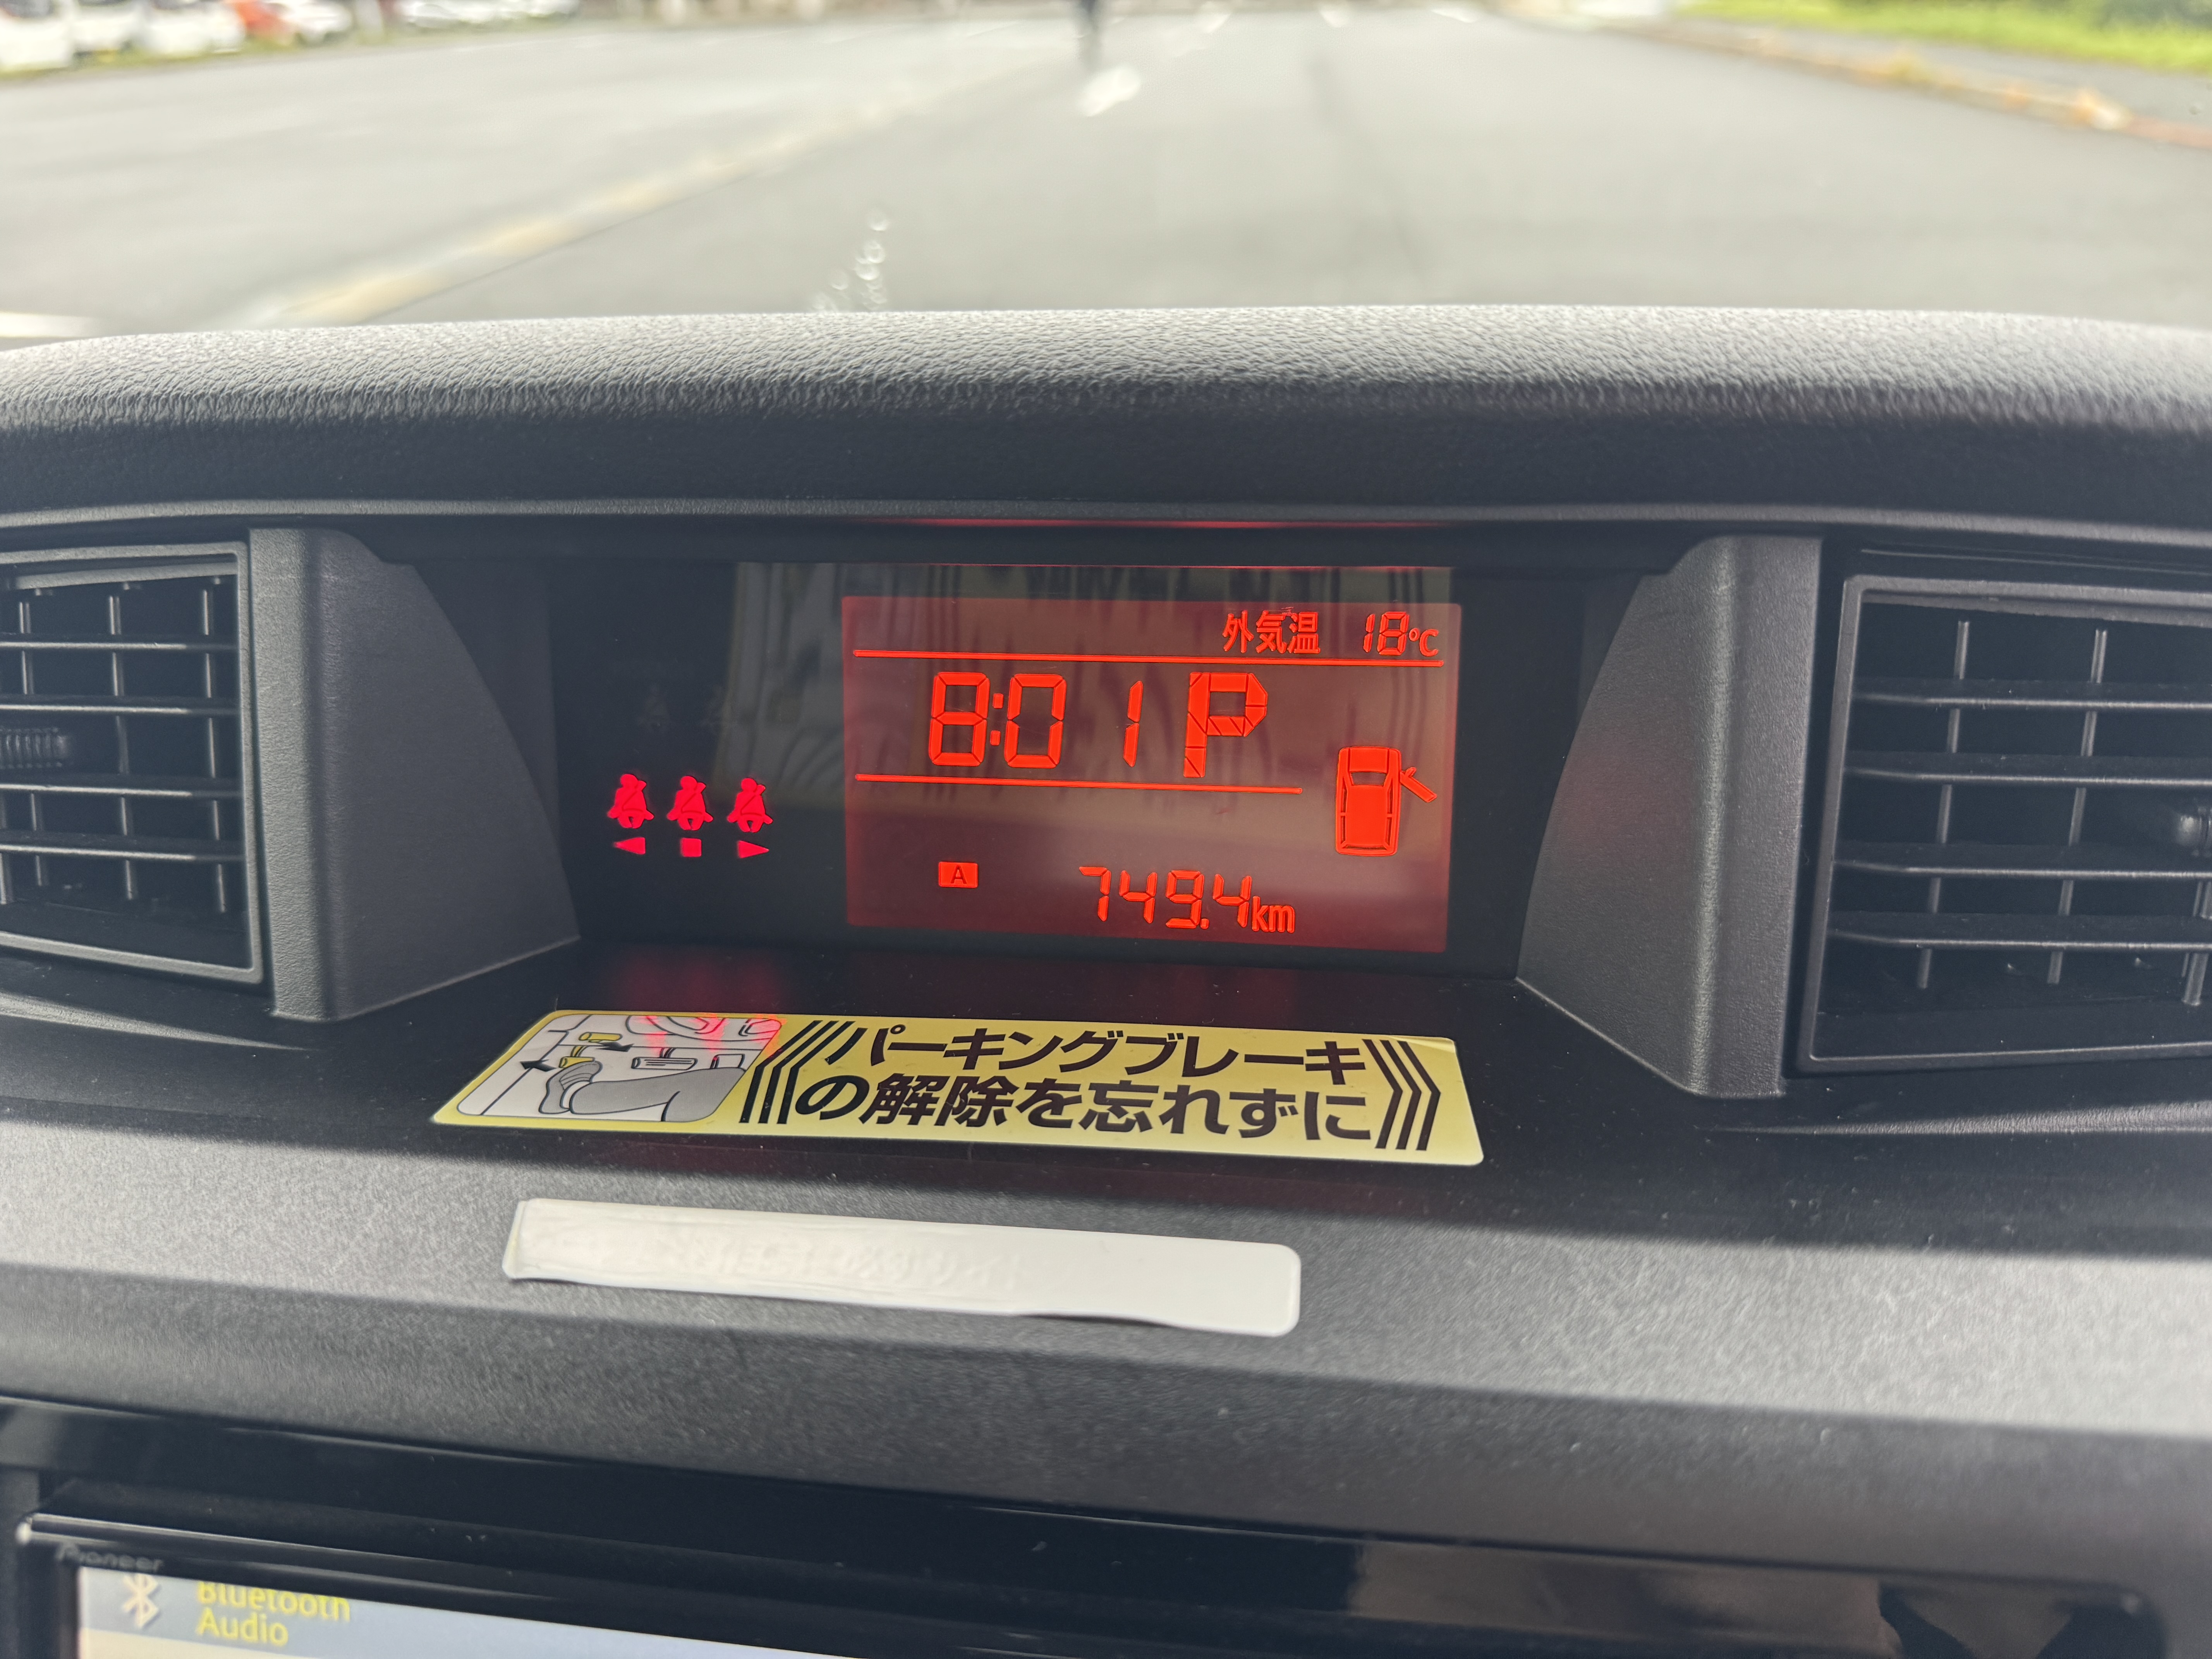 外気温 18℃
8:01 P
A 749.4km
パーキングブレーキ
の解除を忘れずに
Pioneer
Bluetooth
Audio